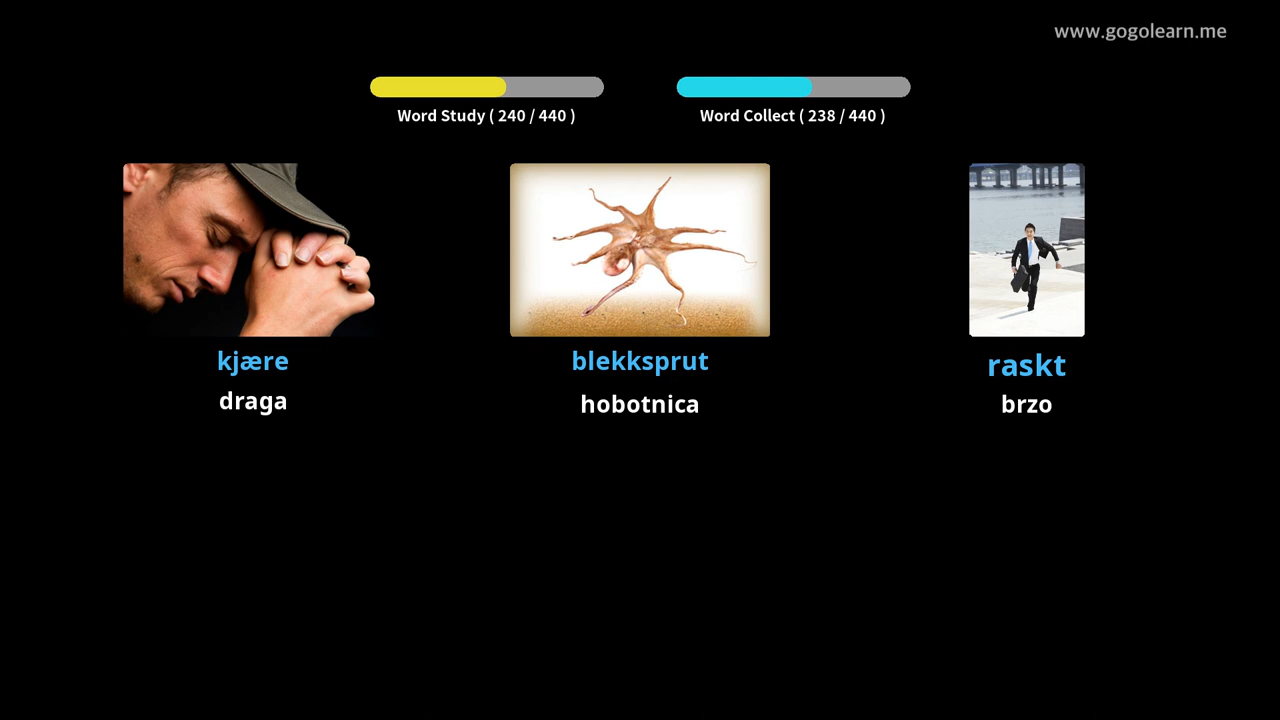 www.gogolearn.me
Word Study ( 240 / 440 )
Word Collect ( 238 / 440 )
kjære
blekksprut
raskt
draga
hobotnica
brzo